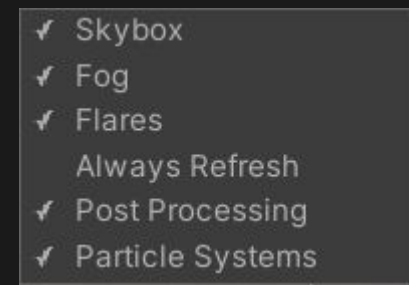 Skybox
Fog
Flares
Always Refresh
Post Processing
Particle Systems